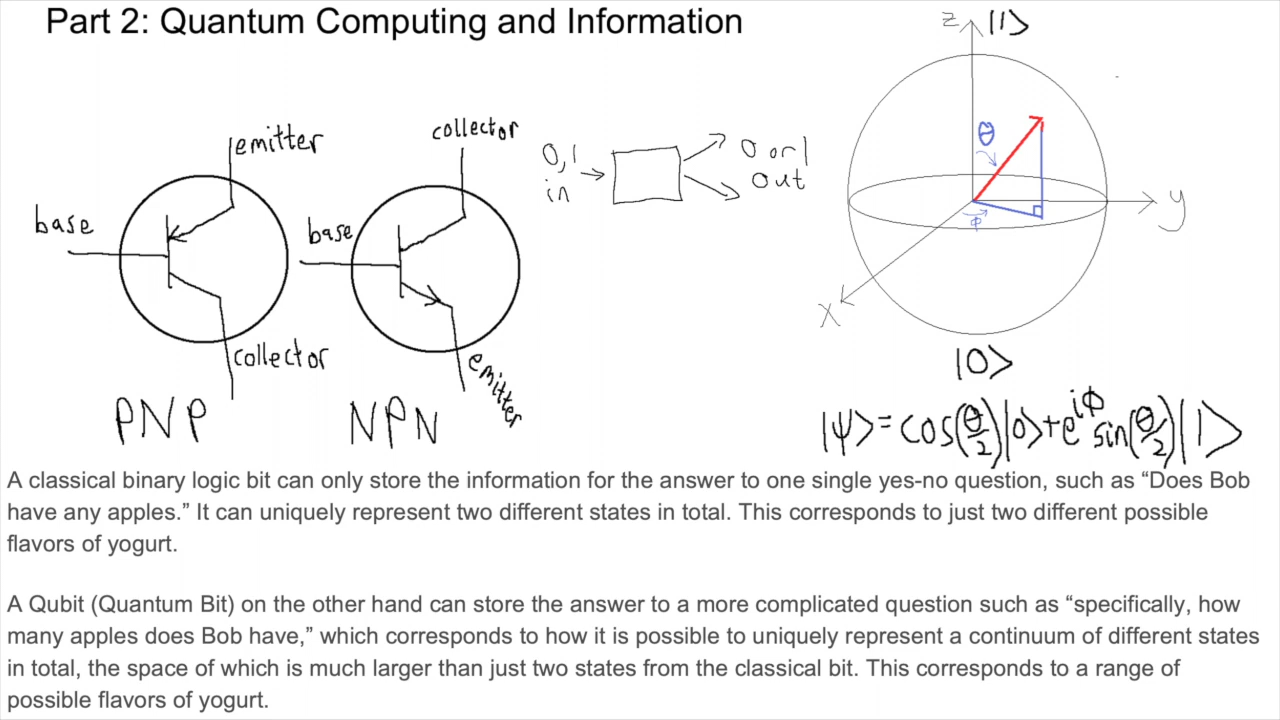 Part 2: Quantum Computing and Information
z |1>
emitter
collector
base
base
0,1
in
0 or 1
out
θ
ϕ
y
x
collector
emitter
PNP
NPN
|0>
|ψ> = cos(θ/2)|0> + e^{iϕ} sin(θ/2)|1>
A classical binary logic bit can only store the information for the answer to one single yes-no question, such as “Does Bob
have any apples.” It can uniquely represent two different states in total. This corresponds to just two different possible
flavors of yogurt.
A Qubit (Quantum Bit) on the other hand can store the answer to a more complicated question such as “specifically, how
many apples does Bob have,” which corresponds to how it is possible to uniquely represent a continuum of different states
in total, the space of which is much larger than just two states from the classical bit. This corresponds to a range of
possible flavors of yogurt.